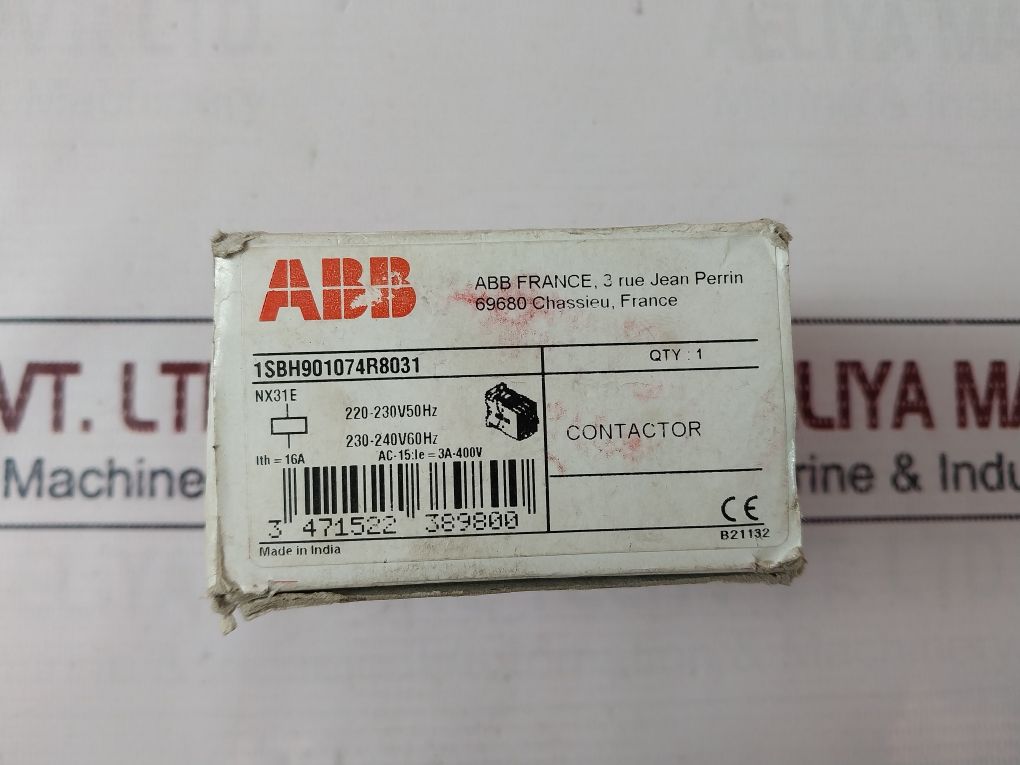 ABB
ABB FRANCE, 3 rue Jean Perrin
69680 Chassieu, France
1SBH901074R8031
QTY : 1
NX31E
220-230V50Hz
230-240V60Hz
Ith = 16A
AC-15:Ie = 3A-400V
CONTACTOR
3 471522 389800
CE
B21132
Made in India
VT. LT
LIYA MA
Machine
rine & Indu